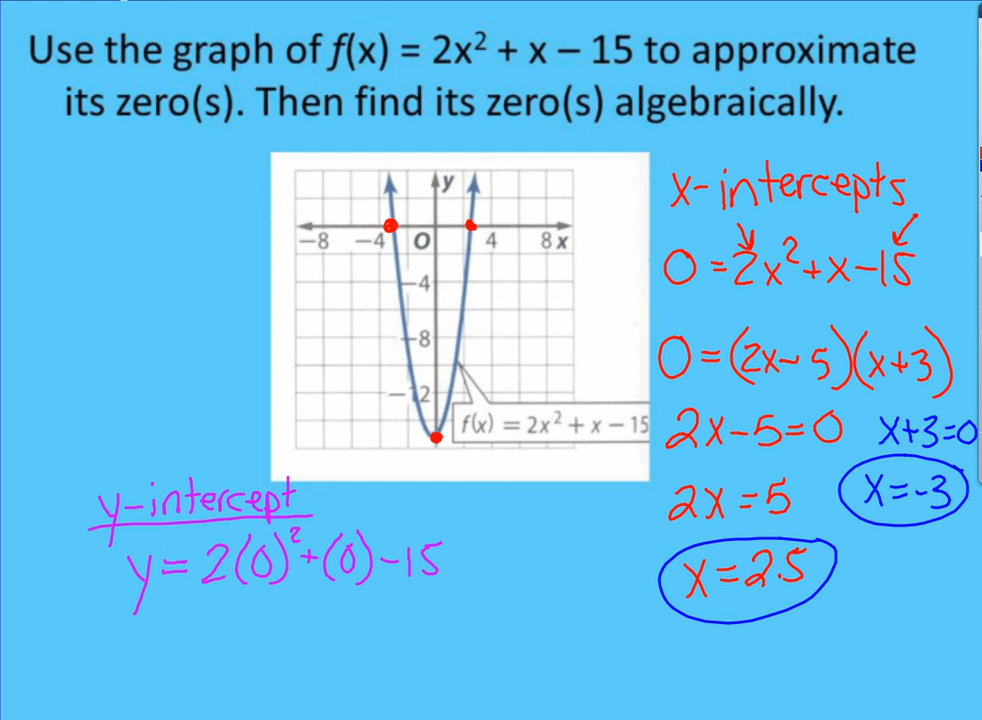 Use the graph of f(x) = 2x² + x – 15 to approximate
its zero(s). Then find its zero(s) algebraically.
y
-8 -4 O 4 8 x
-4
-8
-12
f(x) = 2x² + x - 15
x-intercepts
0=2x²+x-15
0=(2x-5)(x+3)
2x-5=0 x+3=0
2x=5 x=-3
x=2.5
y-intercept
y=2(0)²+(0)-15